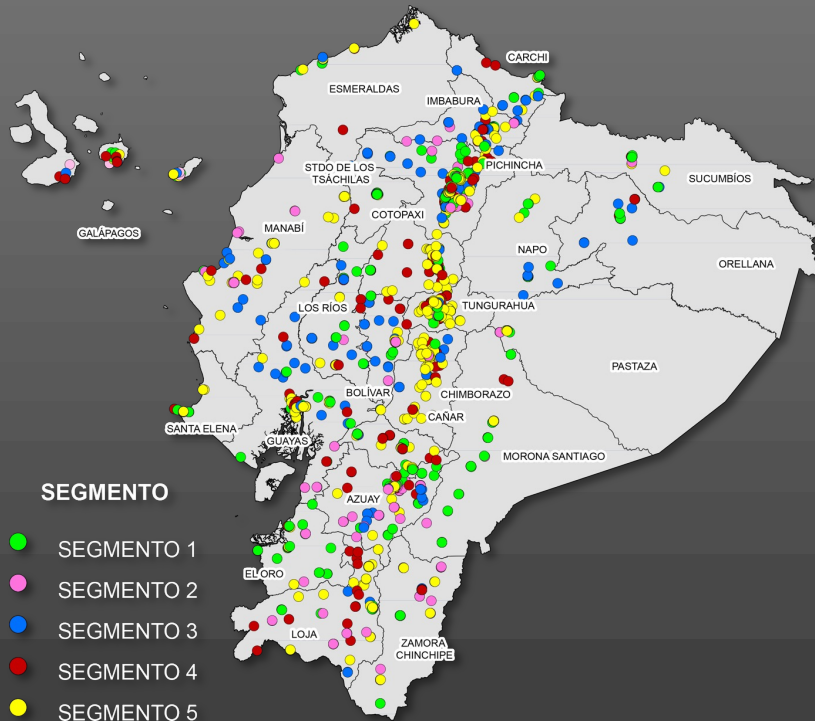 CARCHI
ESMERALDAS
IMBABURA
PICHINCHA
STDO DE LOS
TSÁCHILAS
SUCUMBÍOS
COTOPAXI
MANABÍ
GALÁPAGOS
NAPO
ORELLANA
LOS RÍOS
TUNGURAHUA
PASTAZA
BOLÍVAR
CHIMBORAZO
CAÑAR
SANTA ELENA
GUAYAS
MORONA SANTIAGO
AZUAY
EL ORO
LOJA
ZAMORA
CHINCHIPE
SEGMENTO
SEGMENTO 1
SEGMENTO 2
SEGMENTO 3
SEGMENTO 4
SEGMENTO 5